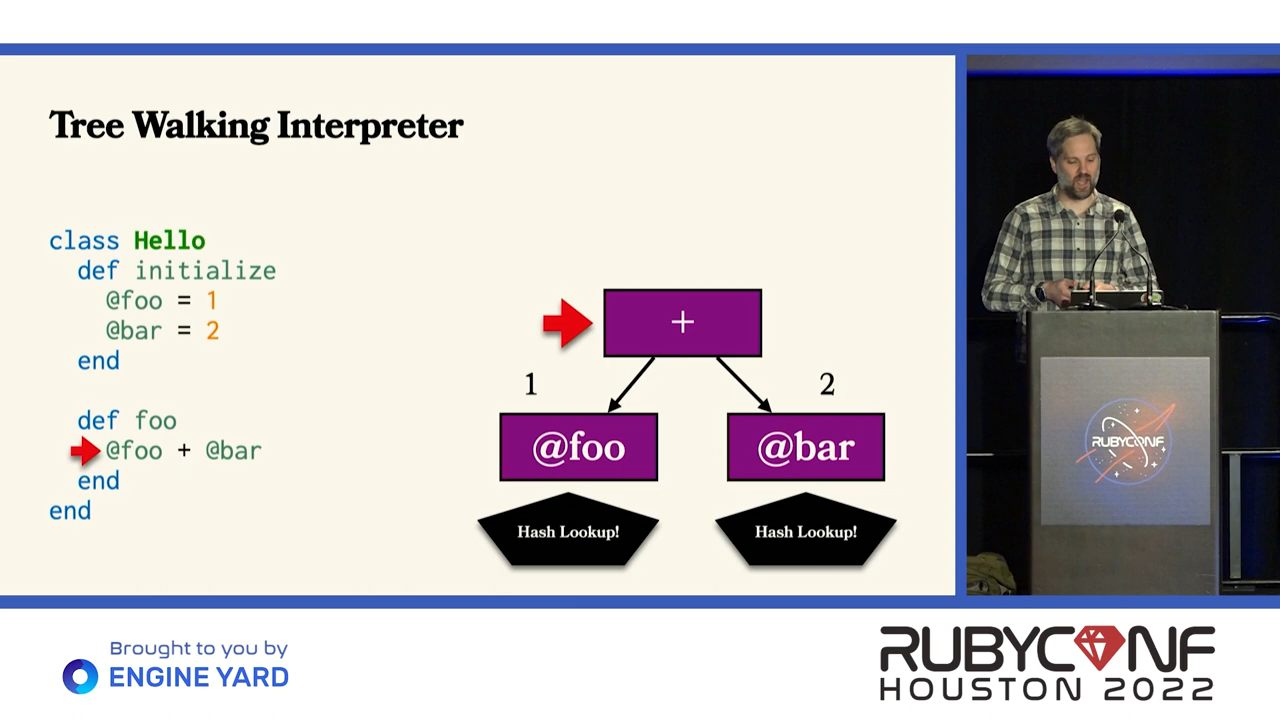 Tree Walking Interpreter
class Hello
def initialize
@foo = 1
@bar = 2
end
def foo
@foo + @bar
end
end
+
1
2
@foo
@bar
Hash Lookup!
Hash Lookup!
RUBYCONF
Brought to you by
ENGINE YARD
RUBYCONF
HOUSTON 2022